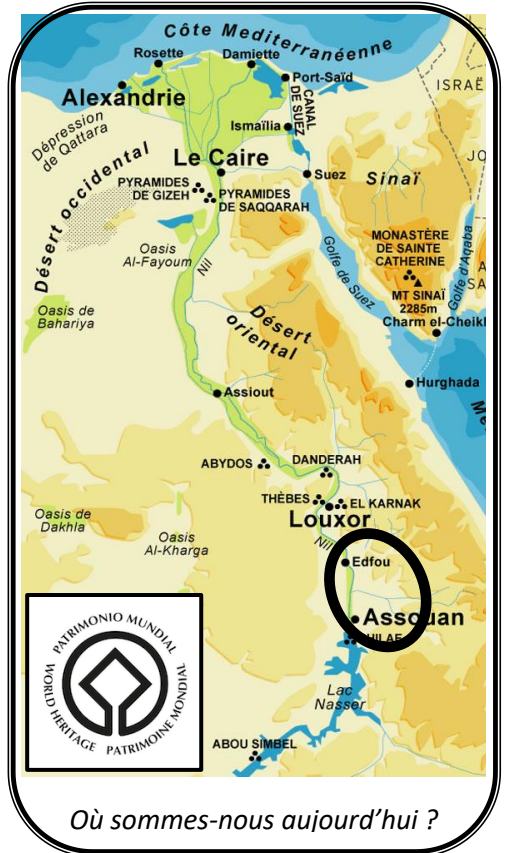 Côte Mediterranéenne
Rosette
Damiette
Port-Saïd
Alexandrie
CANAL
DE SUEZ
ISRAË
Dépression
de Qattara
Ismaïlia
Le Caire
JO
Suez
Sinaï
PYRAMIDES
DE GIZEH
PYRAMIDES
DE SAQQARAH
Désert occidental
MONASTÈRE
DE SAINTE
CATHERINE
Oasis
Al-Fayoum
Nil
Golfe de Suez
Golfe d'Aqaba
A
SA
MT SINAÏ
2285m
Charm el-Cheikh
Oasis de
Bahariya
Désert
oriental
Hurghada
Me
Assiout
ABYDOS
DANDERAH
THÈBES
EL KARNAK
Louxor
Oasis de
Dakhla
Oasis
Al-Kharga
Nil
Edfou
Assouan
HILAE
Lac
Nasser
ABOU SIMBEL
PATRIMONIO MUNDIAL
WORLD HERITAGE
PATRIMOINE MONDIAL
Où sommes-nous aujourd'hui ?